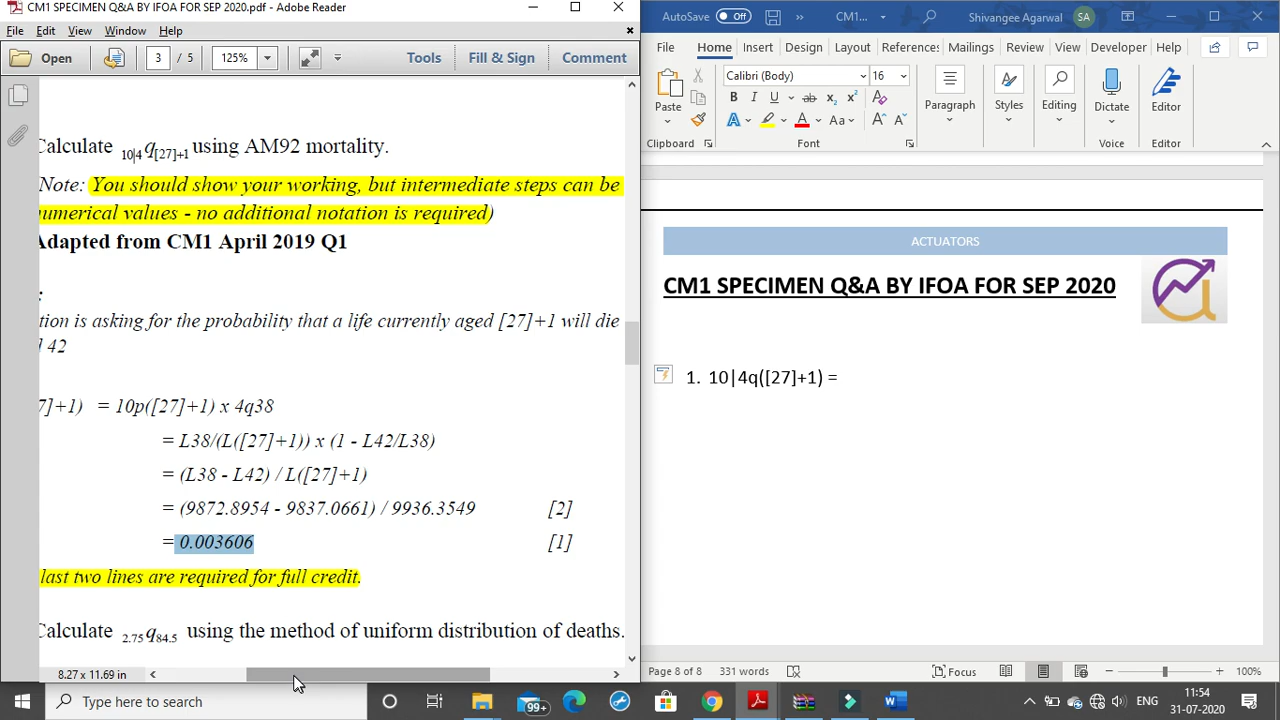 CM1 SPECIMEN Q&A BY IFOA FOR SEP 2020.pdf - Adobe Reader
File Edit View Window Help
Open 3 / 5 125% Tools Fill & Sign Comment
Calculate 10|4q[27]+1 using AM92 mortality.
Note: You should show your working, but intermediate steps can be
numerical values - no additional notation is required)
Adapted from CM1 April 2019 Q1
:
tion is asking for the probability that a life currently aged [27]+1 will die
d 42
7]+1) = 10p([27]+1) x 4q38
= L38/(L([27]+1)) x (1 - L42/L38)
= (L38 - L42) / L([27]+1)
= (9872.8954 - 9837.0661) / 9936.3549 [2]
= 0.003606 [1]
last two lines are required for full credit.
Calculate 2.75q84.5 using the method of uniform distribution of deaths.
8.27 x 11.69 in
AutoSave Off CM1... Shivangee Agarwal SA
File Home Insert Design Layout References Mailings Review View Developer Help
Calibri (Body) 16
Paste Paragraph Styles Editing Dictate Editor
Clipboard Font Voice Editor
ACTUATORS
CM1 SPECIMEN Q&A BY IFOA FOR SEP 2020
1. 10|4q([27]+1) =
Page 8 of 8 331 words Focus 100%
Type here to search 99+ ENG 11:54
31-07-2020